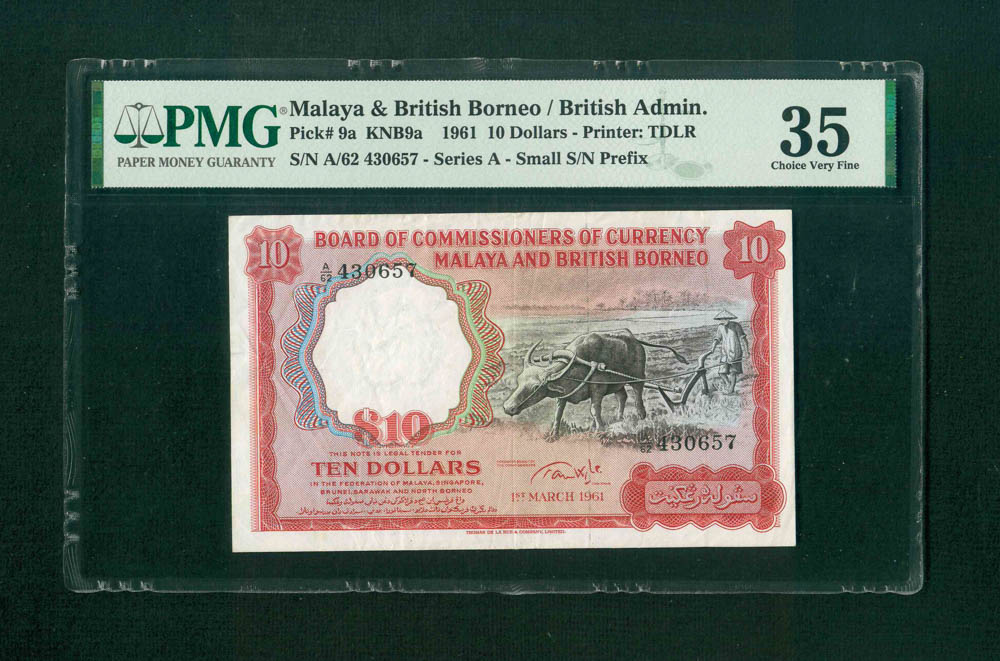 PMG®
PAPER MONEY GUARANTY
Malaya & British Borneo / British Admin.
Pick# 9a KNB9a 1961 10 Dollars - Printer: TDLR
S/N A/62 430657 - Series A - Small S/N Prefix
35
Choice Very Fine
10
BOARD OF COMMISSIONERS OF CURRENCY
MALAYA AND BRITISH BORNEO
10
A/62 430657
$10
A/62 430657
THIS NOTE IS LEGAL TENDER FOR
TEN DOLLARS
IN THE FEDERATION OF MALAYA, SINGAPORE,
BRUNEI, SARAWAK AND NORTH BORNEO
1ST MARCH 1961
THOMAS DE LA RUE & COMPANY, LIMITED.